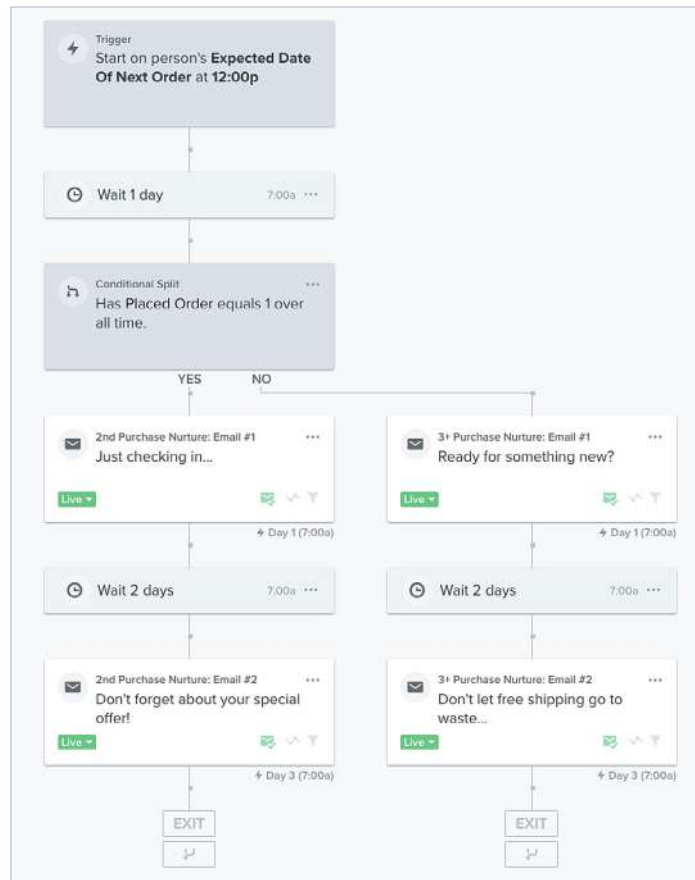 Trigger
Start on person's Expected Date
Of Next Order at 12:00p
Wait 1 day
7:00a
Conditional Split
Has Placed Order equals 1 over
all time.
YES
NO
2nd Purchase Nurture: Email #1
Just checking in...
Live
Day 1 (7:00a)
3+ Purchase Nurture: Email #1
Ready for something new?
Live
Day 1 (7:00a)
Wait 2 days
7:00a
Wait 2 days
7:00a
2nd Purchase Nurture: Email #2
Don't forget about your special
offer!
Live
Day 3 (7:00a)
3+ Purchase Nurture: Email #2
Don't let free shipping go to
waste...
Live
Day 3 (7:00a)
EXIT
EXIT